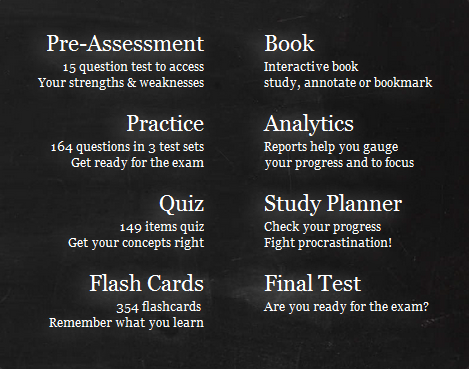 Pre-Assessment
15 question test to access
Your strengths & weaknesses
Book
Interactive book
study, annotate or bookmark
Practice
164 questions in 3 test sets
Get ready for the exam
Analytics
Reports help you gauge
your progress and to focus
Quiz
149 items quiz
Get your concepts right
Study Planner
Check your progress
Fight procrastination!
Flash Cards
354 flashcards
Remember what you learn
Final Test
Are you ready for the exam?